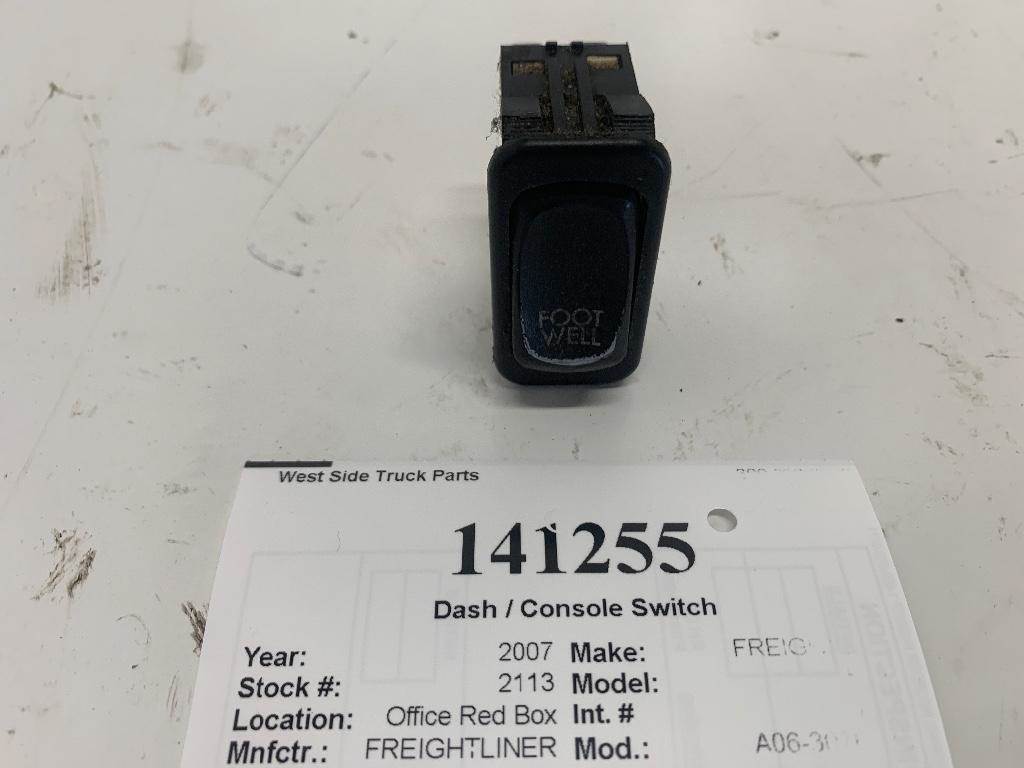 FOOT
WELL
West Side Truck Parts
141255
Dash / Console Switch
Year: 2007 Make:
Stock #: 2113 Model:
Location: Office Red Box Int. #
Mnfctr.: FREIGHTLINER Mod.: